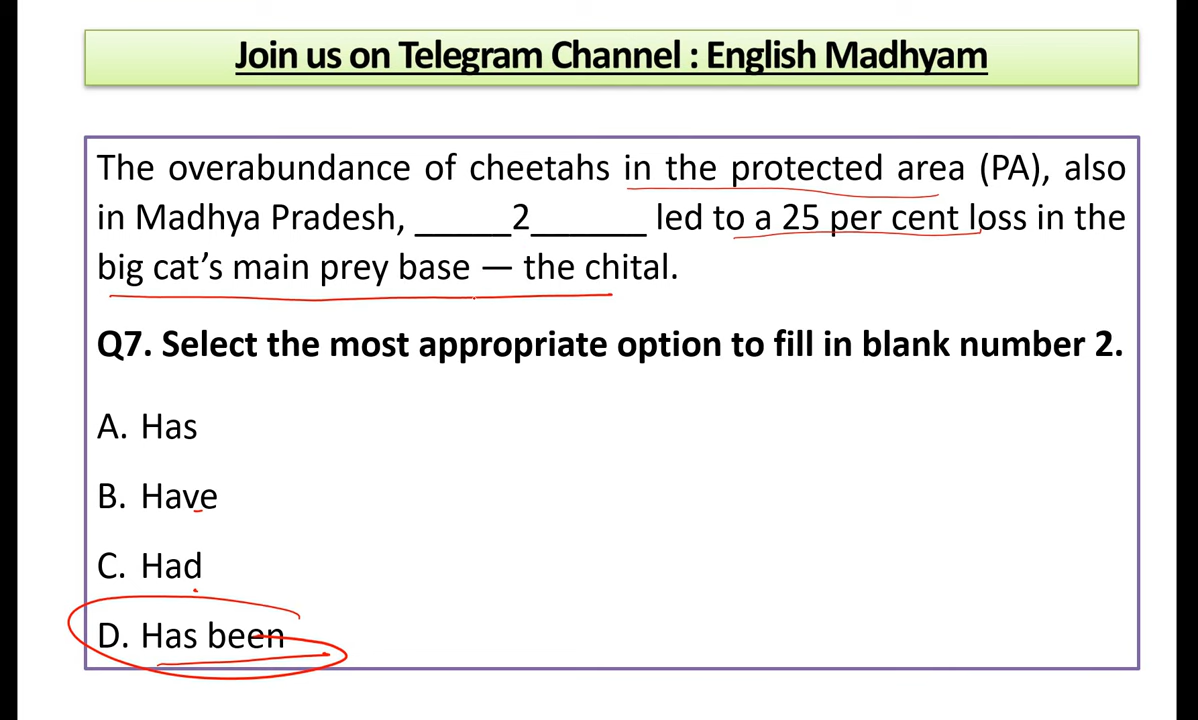 Join us on Telegram Channel : English Madhyam
The overabundance of cheetahs in the protected area (PA), also
in Madhya Pradesh, _____2______ led to a 25 per cent loss in the
big cat's main prey base — the chital.
Q7. Select the most appropriate option to fill in blank number 2.
A. Has
B. Have
C. Had
D. Has been